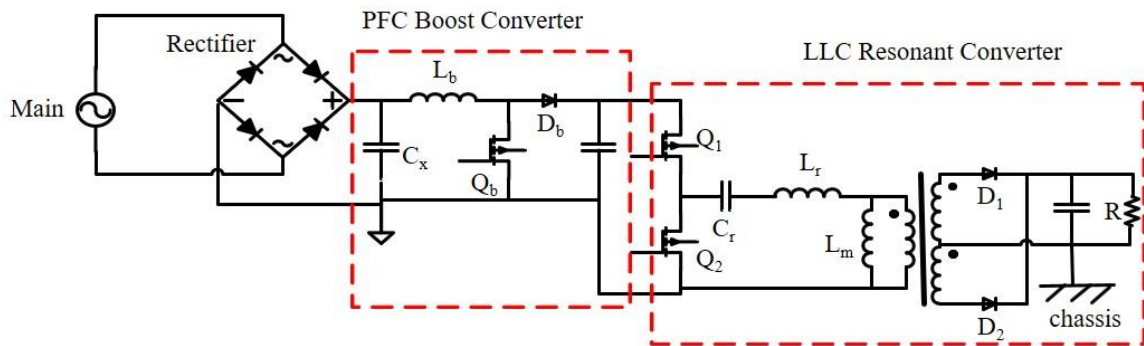 PFC Boost Converter
Rectifier
LLC Resonant Converter
L_b
Main
D_b
C_x
Q_b
Q_1
L_r
C_r
L_m
Q_2
D_1
R
D_2
chassis